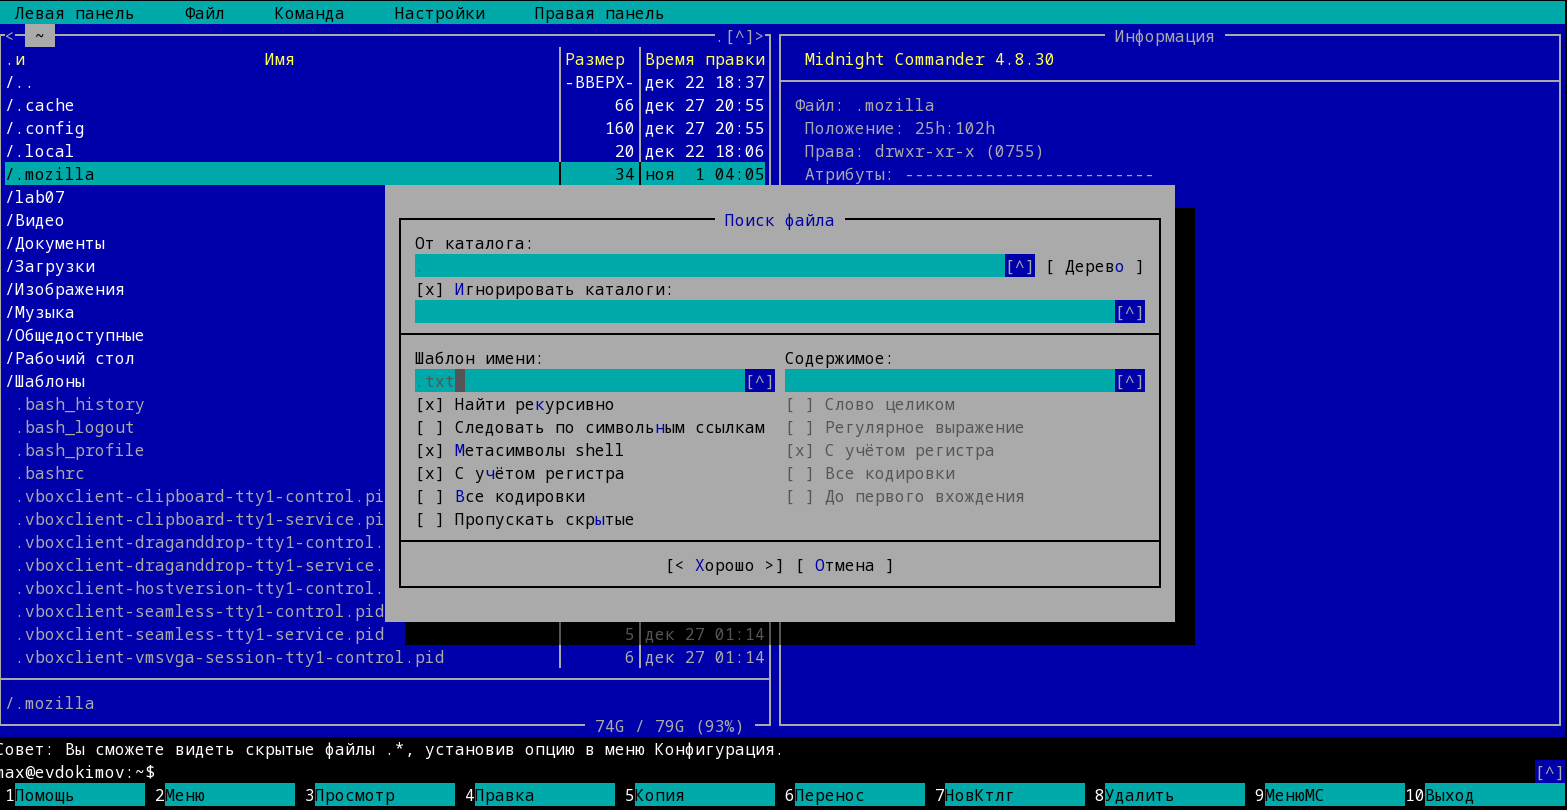 Левая панель Файл Команда Настройки Правая панель
<─ ~ .[^]> Информация
.и Имя Размер Время правки Midnight Commander 4.8.30
/.. -ВВЕРХ- дек 22 18:37
/.cache 66 дек 27 20:55 Файл: .mozilla
/.config 160 дек 27 20:55 Положение: 25h:102h
/.local 20 дек 22 18:06 Права: drwxr-xr-x (0755)
/.mozilla 34 ноя 1 04:05 Атрибуты: -------------------------
/lab07
/Видео Поиск файла
/Документы От каталога:
/Загрузки . [^] [ Дерево ]
/Изображения [x] Игнорировать каталоги:
/Музыка [^]
/Общедоступные
/Рабочий стол Шаблон имени: Содержимое:
/Шаблоны .txt [^] [^]
.bash_history [x] Найти рекурсивно [ ] Слово целиком
.bash_logout [ ] Следовать по символьным ссылкам [ ] Регулярное выражение
.bash_profile [x] Метасимволы shell [x] С учётом регистра
.bashrc [x] С учётом регистра [ ] Все кодировки
.vboxclient-clipboard-tty1-control.pi [ ] Все кодировки [ ] До первого вхождения
.vboxclient-clipboard-tty1-service.pi [ ] Пропускать скрытые
.vboxclient-draganddrop-tty1-control.
.vboxclient-draganddrop-tty1-service. [< Хорошо >] [ Отмена ]
.vboxclient-hostversion-tty1-control.
.vboxclient-seamless-tty1-control.pid
.vboxclient-seamless-tty1-service.pid 5 дек 27 01:14
.vboxclient-vmsvga-session-tty1-control.pid 6 дек 27 01:14
/.mozilla
74G / 79G (93%)
Совет: Вы сможете видеть скрытые файлы .*, установив опцию в меню Конфигурация.
max@evdokimov:~$ [^]
1Помощь 2Меню 3Просмотр 4Правка 5Копия 6Перенос 7НовКтлг 8Удалить 9МенюМС 10Выход